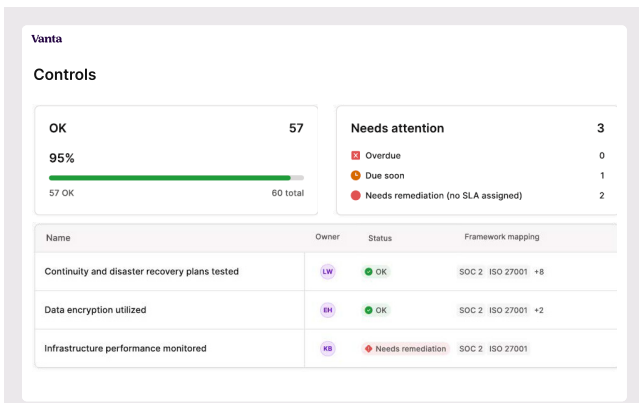 Vanta
Controls
OK 57
95%
57 OK 60 total
Needs attention 3
Overdue 0
Due soon 1
Needs remediation (no SLA assigned) 2
Name Owner Status Framework mapping
Continuity and disaster recovery plans tested LW OK SOC 2 ISO 27001 +8
Data encryption utilized EH OK SOC 2 ISO 27001 +2
Infrastructure performance monitored KB Needs remediation SOC 2 ISO 27001